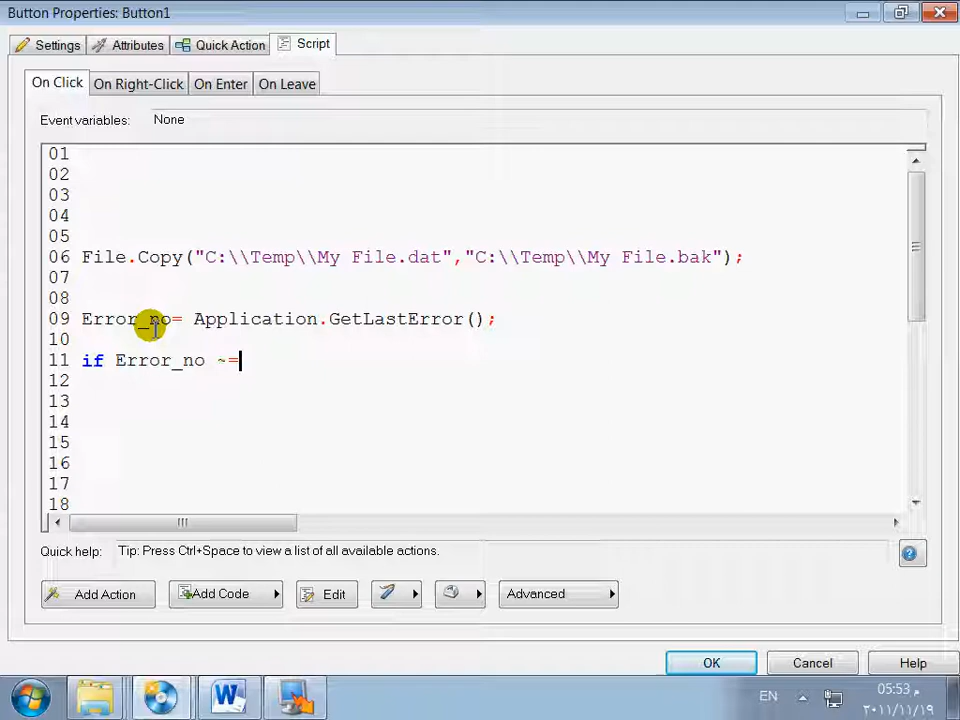 Button Properties: Button1
Settings Attributes Quick Action Script
On Click On Right-Click On Enter On Leave
Event variables: None
01
02
03
04
05
06 File.Copy("C:\\Temp\\My File.dat","C:\\Temp\\My File.bak");
07
08
09 Error_no= Application.GetLastError();
10
11 if Error_no ~=
12
13
14
15
16
17
18
Quick help: Tip: Press Ctrl+Space to view a list of all available actions.
Add Action Add Code Edit Advanced
OK Cancel Help
EN 05:53 م
٢٠١١/١١/١٩